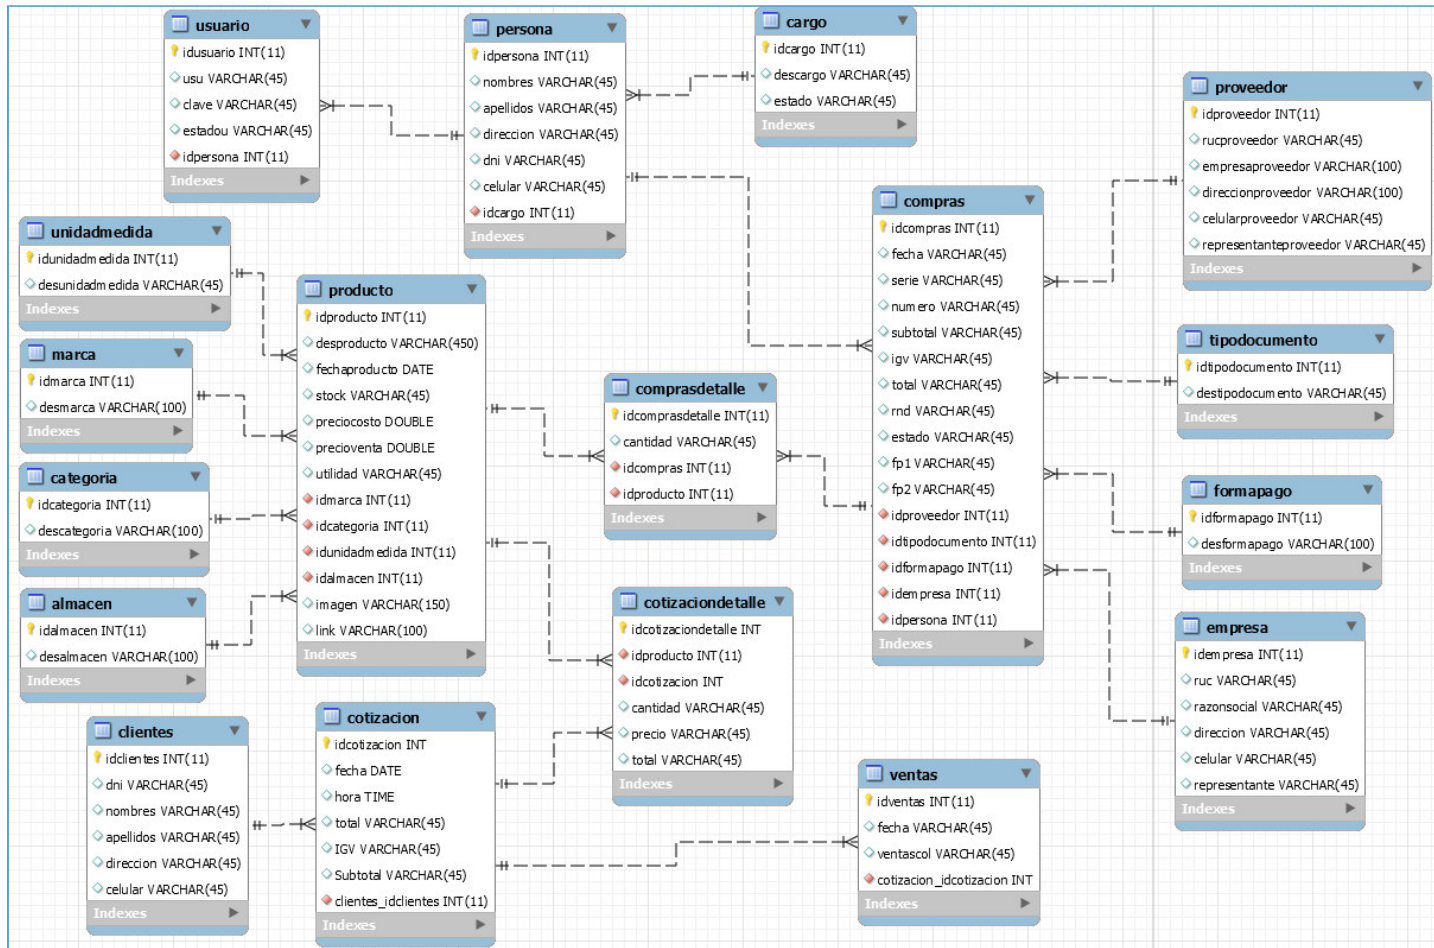 usuario
idusuario INT(11)
usu VARCHAR(45)
clave VARCHAR(45)
estadou VARCHAR(45)
idpersona INT(11)
Indexes
persona
idpersona INT(11)
nombres VARCHAR(45)
apellidos VARCHAR(45)
direccion VARCHAR(45)
dni VARCHAR(45)
celular VARCHAR(45)
idcargo INT(11)
Indexes
cargo
idcargo INT(11)
descargo VARCHAR(45)
estado VARCHAR(45)
Indexes
proveedor
idproveedor INT(11)
rucproveedor VARCHAR(45)
empresaproveedor VARCHAR(100)
direccionproveedor VARCHAR(100)
celularproveedor VARCHAR(45)
representanteproveedor VARCHAR(45)
Indexes
unidadmedida
idunidadmedida INT(11)
desunidadmedida VARCHAR(45)
Indexes
marca
idmarca INT(11)
desmarca VARCHAR(100)
Indexes
categoria
idcategoria INT(11)
descategoria VARCHAR(100)
Indexes
almacen
idalmacen INT(11)
desalmacen VARCHAR(100)
Indexes
producto
idproducto INT(11)
desproducto VARCHAR(450)
fechaproducto DATE
stock VARCHAR(45)
preciocosto DOUBLE
precioventa DOUBLE
utilidad VARCHAR(45)
idmarca INT(11)
idcategoria INT(11)
idunidadmedida INT(11)
idalmacen INT(11)
imagen VARCHAR(150)
link VARCHAR(100)
Indexes
comprasdetalle
idcomprasdetalle INT(11)
cantidad VARCHAR(45)
idcompras INT(11)
idproducto INT(11)
Indexes
compras
idcompras INT(11)
fecha VARCHAR(45)
serie VARCHAR(45)
numero VARCHAR(45)
subtotal VARCHAR(45)
igv VARCHAR(45)
total VARCHAR(45)
rnd VARCHAR(45)
estado VARCHAR(45)
fp1 VARCHAR(45)
fp2 VARCHAR(45)
idproveedor INT(11)
idtipodocumento INT(11)
idformapago INT(11)
idempresa INT(11)
idpersona INT(11)
Indexes
tipodocumento
idtipodocumento INT(11)
destipodocumento VARCHAR(45)
Indexes
formapago
idformapago INT(11)
desformapago VARCHAR(100)
Indexes
empresa
idempresa INT(11)
ruc VARCHAR(45)
razonsocial VARCHAR(45)
direccion VARCHAR(45)
celular VARCHAR(45)
representante VARCHAR(45)
Indexes
cotizaciondetalle
idcotizaciondetalle INT
idproducto INT(11)
idcotizacion INT
cantidad VARCHAR(45)
precio VARCHAR(45)
total VARCHAR(45)
Indexes
clientes
idclientes INT(11)
dni VARCHAR(45)
nombres VARCHAR(45)
apellidos VARCHAR(45)
direccion VARCHAR(45)
celular VARCHAR(45)
Indexes
cotizacion
idcotizacion INT
fecha DATE
hora TIME
total VARCHAR(45)
IGV VARCHAR(45)
Subtotal VARCHAR(45)
clientes_idclientes INT(11)
Indexes
ventas
idventas INT(11)
fecha VARCHAR(45)
ventascol VARCHAR(45)
cotizacion_idcotizacion INT
Indexes